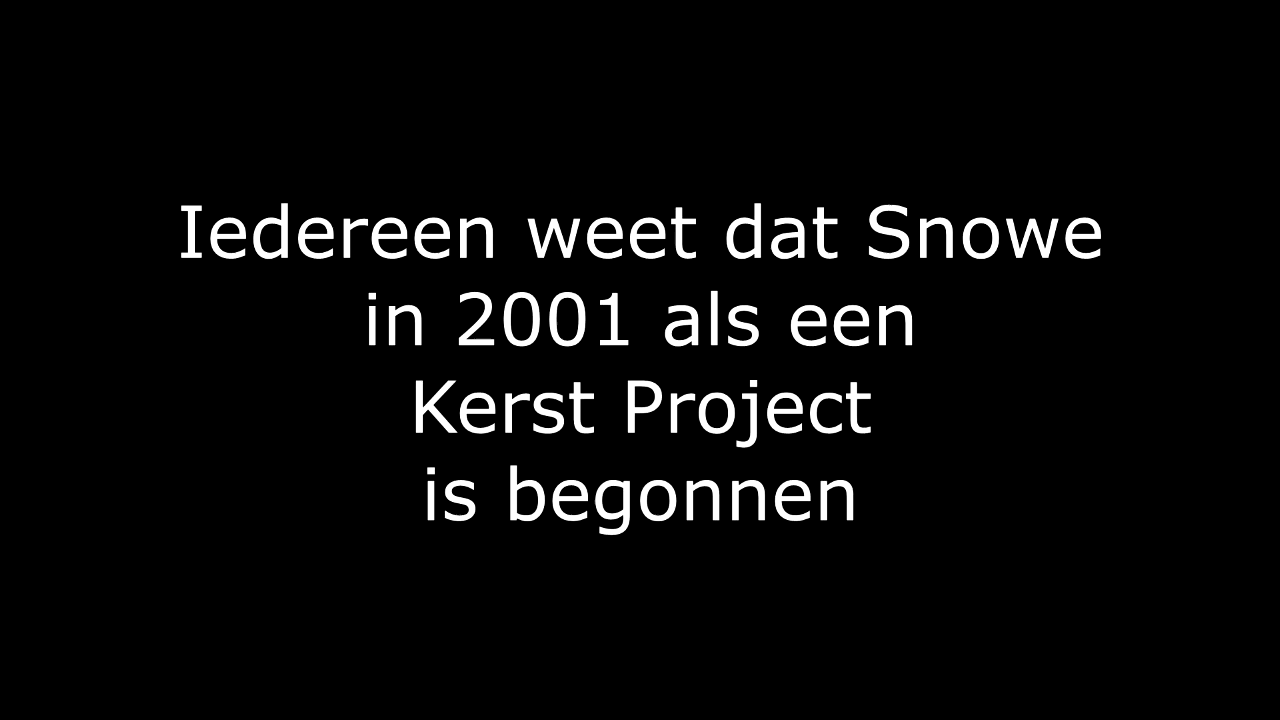 Iedereen weet dat Snowe
in 2001 als een
Kerst Project
is begonnen